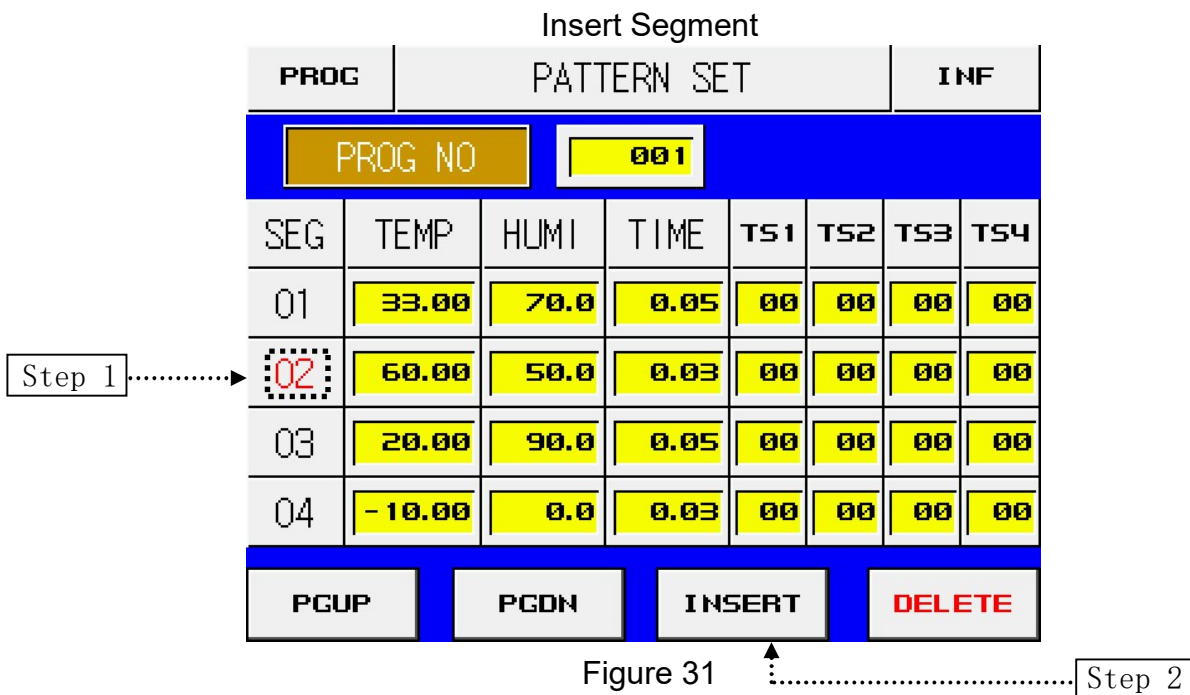 Insert Segment
PROG PATTERN SET INF
PROG NO 001
SEG TEMP HUMI TIME TS1 TS2 TS3 TS4
01 33.00 70.0 0.05 00 00 00 00
Step 1 02 60.00 50.0 0.03 00 00 00 00
03 20.00 90.0 0.05 00 00 00 00
04 -10.00 0.0 0.03 00 00 00 00
PGUP PGDN INSERT DELETE
Figure 31 Step 2